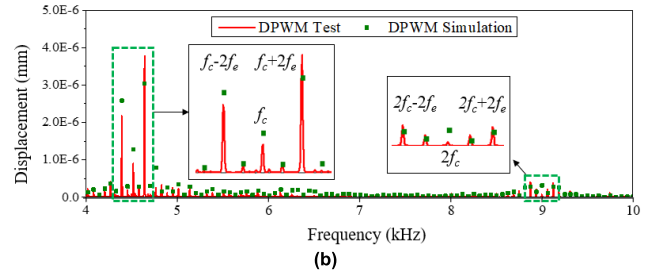 DPWM Test DPWM Simulation
5.0E-6
4.0E-6
3.0E-6
2.0E-6
1.0E-6
0.0
Displacement (mm)
fc-2fe fc+2fe
fc
2fc-2fe 2fc+2fe
2fc
4 5 6 7 8 9 10
Frequency (kHz)
(b)